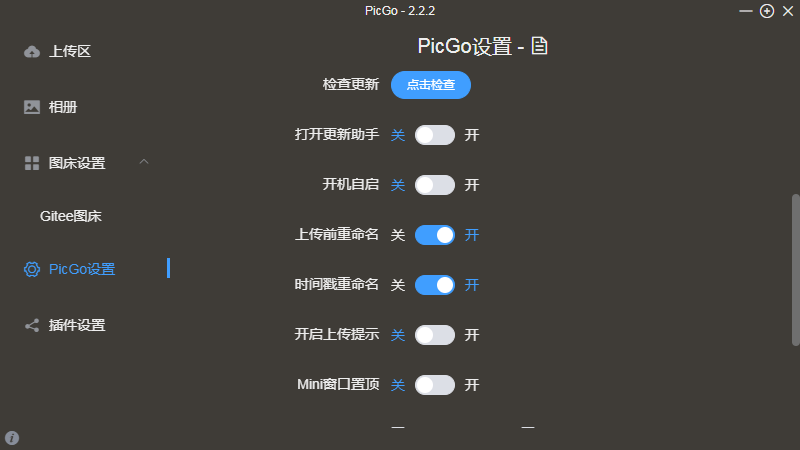 PicGo - 2.2.2
上传区
相册
图床设置
Gitee图床
PicGo设置
插件设置
PicGo设置 -
检查更新 点击检查
打开更新助手 关 开
开机自启 关 开
上传前重命名 关 开
时间戳重命名 关 开
开启上传提示 关 开
Mini窗口置顶 关 开